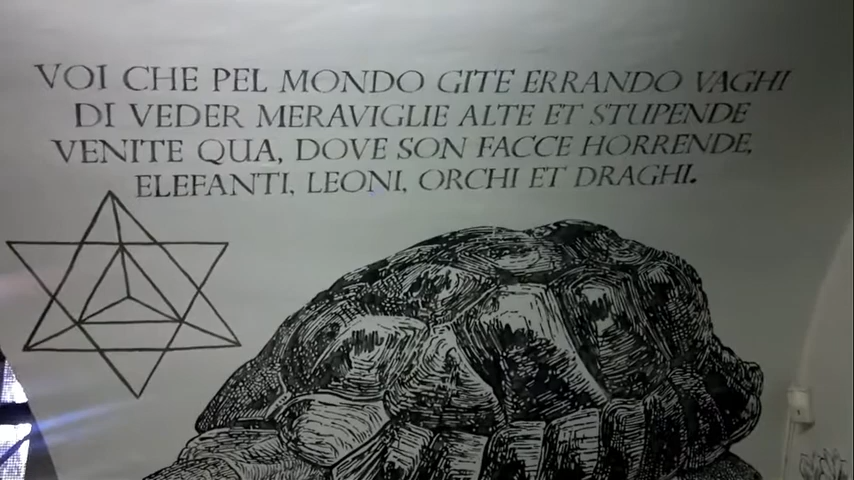 VOI CHE PEL MONDO GITE ERRANDO VAGHI
DI VEDER MERAVIGLIE ALTE ET STUPENDE
VENITE QUA, DOVE SON FACCE HORRENDE,
ELEFANTI, LEONI, ORCHI ET DRAGHI.